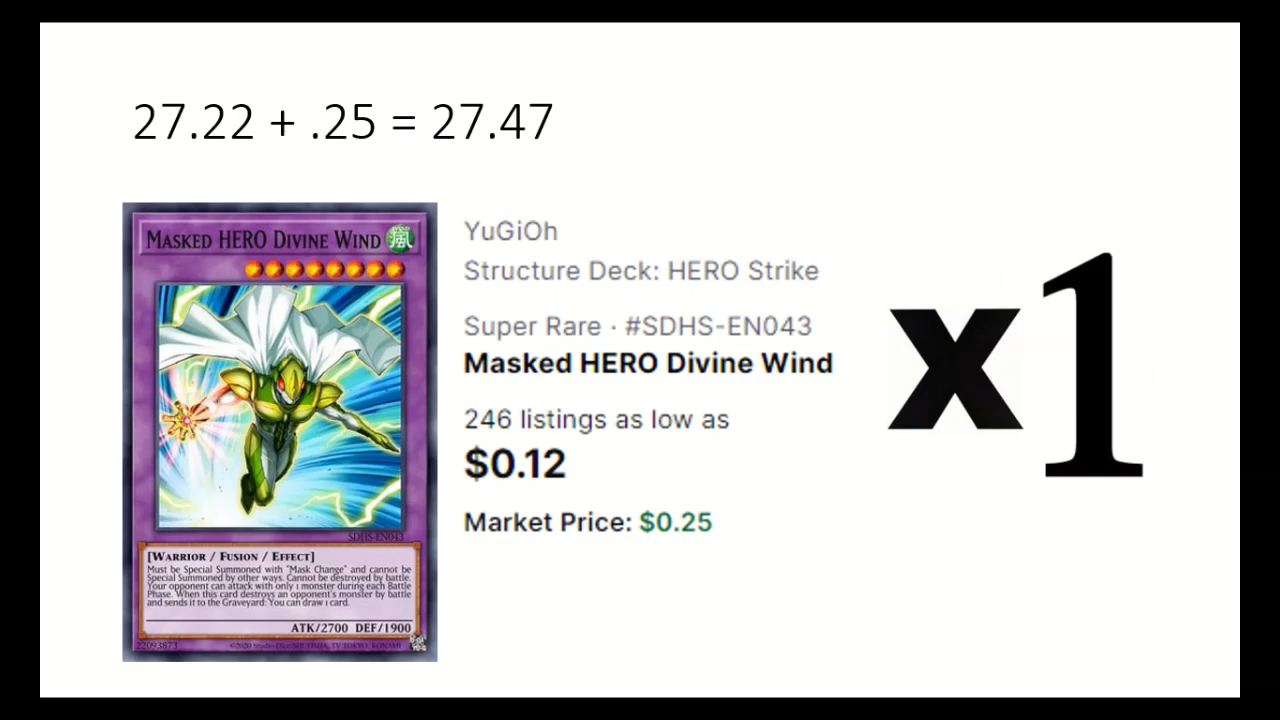 27.22 + .25 = 27.47
MASKED HERO DIVINE WIND
SDHS-EN043
[WARRIOR / FUSION / EFFECT]
Must be Special Summoned with "Mask Change" and cannot be
Special Summoned by other ways. Cannot be destroyed by battle.
Your opponent can attack with only 1 monster during each Battle
Phase. When this card destroys an opponent's monster by battle
and sends it to the Graveyard: You can draw 1 card.
ATK/2700 DEF/1900
22093873
YuGiOh
Structure Deck: HERO Strike
Super Rare · #SDHS-EN043
Masked HERO Divine Wind
246 listings as low as
$0.12
Market Price: $0.25
x1